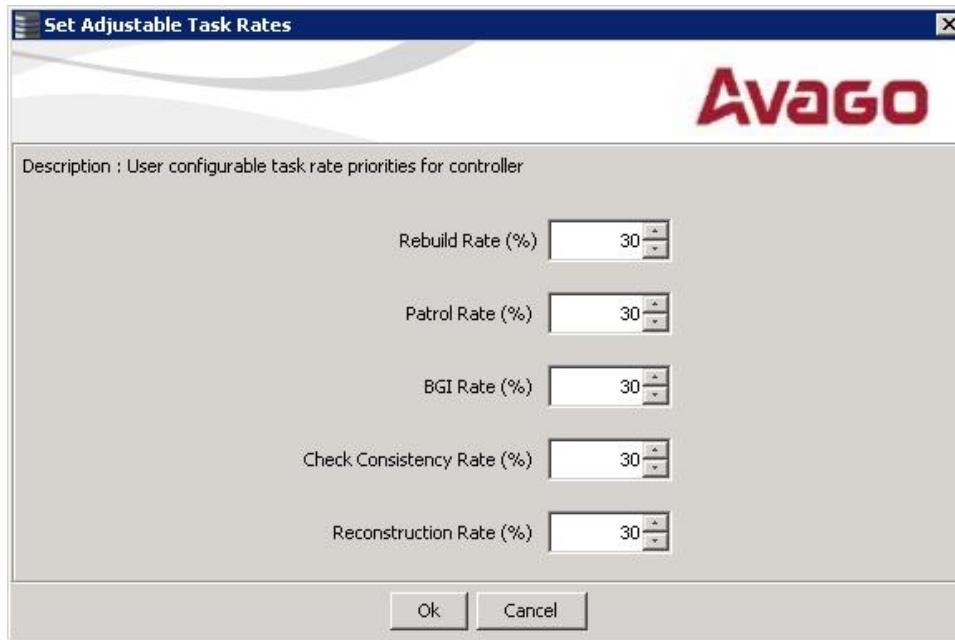 Set Adjustable Task Rates
AVAGO
Description : User configurable task rate priorities for controller
Rebuild Rate (%) 30
Patrol Rate (%) 30
BGI Rate (%) 30
Check Consistency Rate (%) 30
Reconstruction Rate (%) 30
Ok Cancel